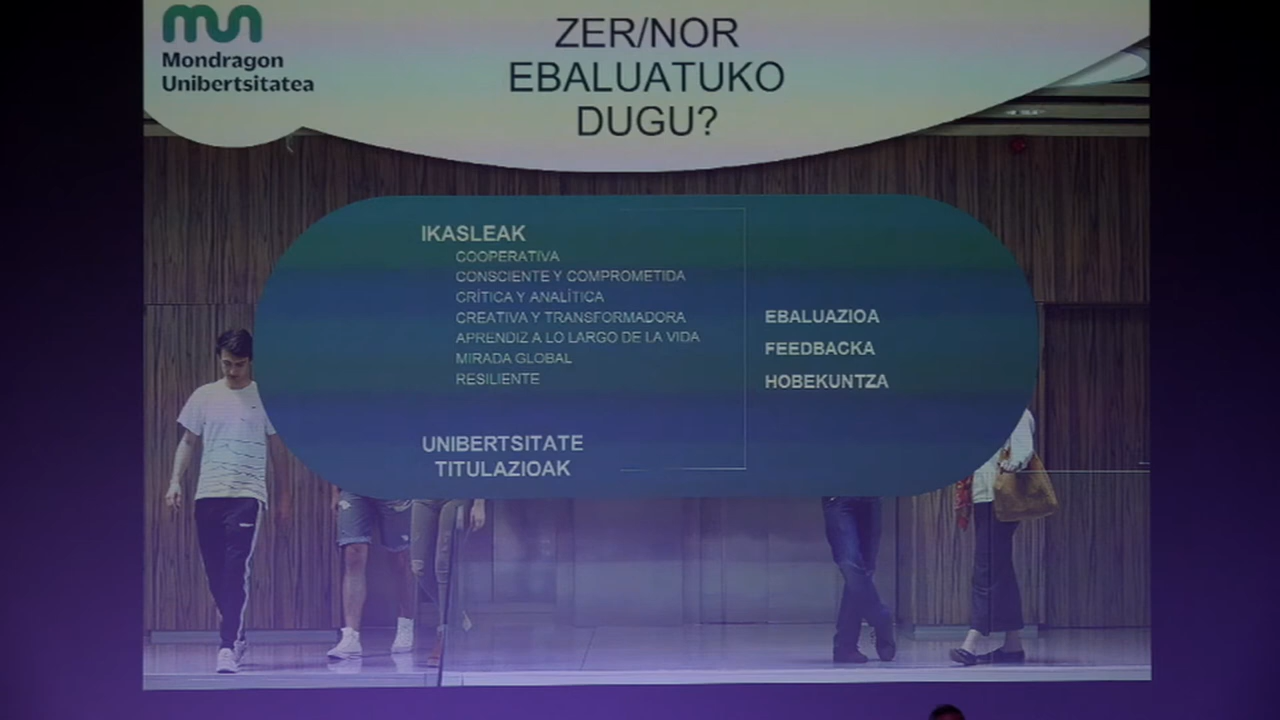 Mondragon
Unibertsitatea
ZER/NOR
EBALUATUKO
DUGU?
IKASLEAK
COOPERATIVA
CONSCIENTE Y COMPROMETIDA
CRÍTICA Y ANALÍTICA
CREATIVA Y TRANSFORMADORA
APRENDIZ A LO LARGO DE LA VIDA
MIRADA GLOBAL
RESILIENTE
UNIBERTSITATE
TITULAZIOAK
EBALUAZIOA
FEEDBACKA
HOBEKUNTZA